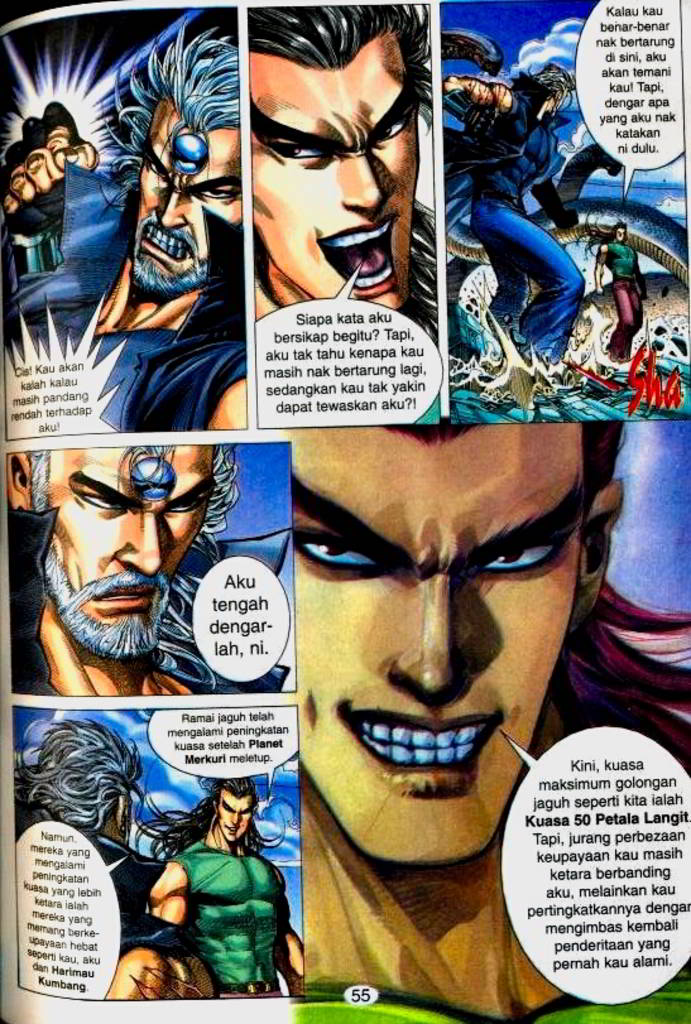 Cis! Kau akan
kalah kalau
masih pandang
rendah terhadap
aku!
Siapa kata aku
bersikap begitu? Tapi,
aku tak tahu kenapa kau
masih nak bertarung lagi,
sedangkan kau tak yakin
dapat tewaskan aku?!
Kalau kau
benar-benar
nak bertarung
di sini, aku
akan temani
kau! Tapi,
dengar apa
yang aku nak
katakan
ni dulu.
Sha
Aku
tengah
dengar-
lah, ni.
Ramai jaguh telah
mengalami peningkatan
kuasa setelah Planet
Merkuri meletup.
Namun,
mereka yang
mengalami
peningkatan
kuasa yang lebih
ketara ialah
mereka yang
memang berke-
upayaan hebat
seperti kau, aku
dan Harimau
Kumbang.
Kini, kuasa
maksimum golongan
jaguh seperti kita ialah
Kuasa 50 Petala Langit.
Tapi, jurang perbezaan
keupayaan kau masih
ketara berbanding
aku, melainkan kau
pertingkatkannya dengan
mengimbas kembali
penderitaan yang
pernah kau alami.
55